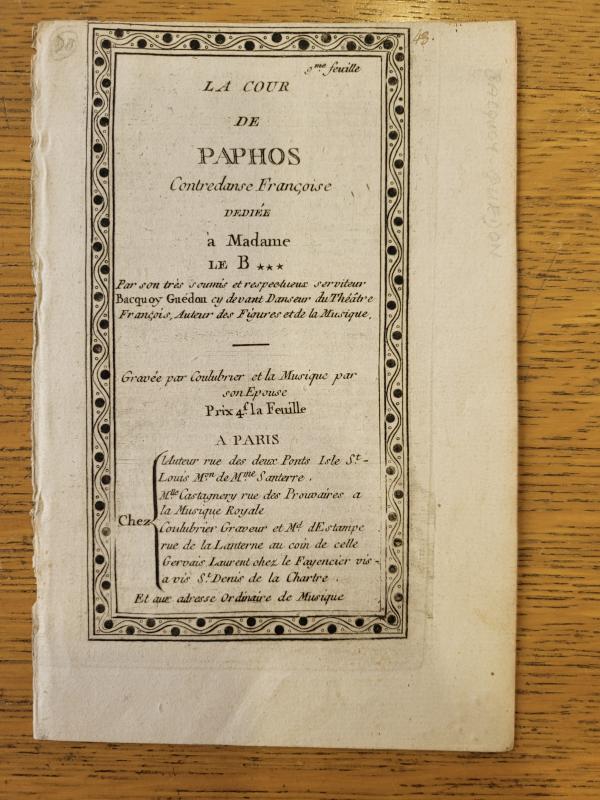 48.
9me feuille
LA COUR
DE
PAPHOS
Contredanse Françoise
DEDIÉE
à Madame
LE B ***
Par son très soumis et respectueux serviteur
Bacquoy Guédon cy devant Danseur du Théâtre
François, Auteur des Figures et de la Musique.
Gravée par Coulubrier et la Musique par
son Epouse
Prix 4s la Feuille
A PARIS
Chez
l'Auteur rue des deux Ponts Isle St-
Louis Mon de Mme Santerre.
Mlle Castagnery rue des Prouvaires a
la Musique Royale
Coulubrier Graveur et Md d'Estampe
rue de la Lanterne au coin de celle
Gervais Laurent chez le Fayencier vis-
a vis St Denis de la Chartre.
Et aux adresse Ordinaire de Musique
BACQUOY GUEDON